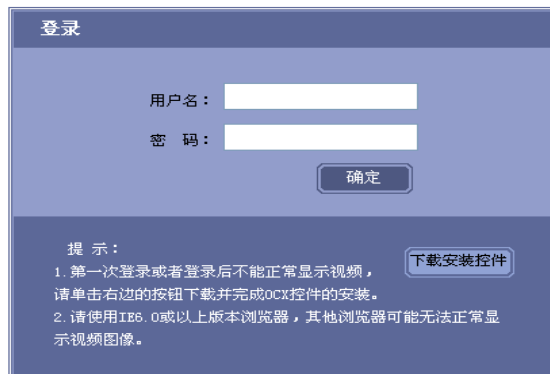 登录
用户名：
密 码：
确定
提 示：
下载安装控件
1.第一次登录或者登录后不能正常显示视频，
请单击右边的按钮下载并完成OCX控件的安装。
2.请使用IE6.0或以上版本浏览器，其他浏览器可能无法正常显
示视频图像。